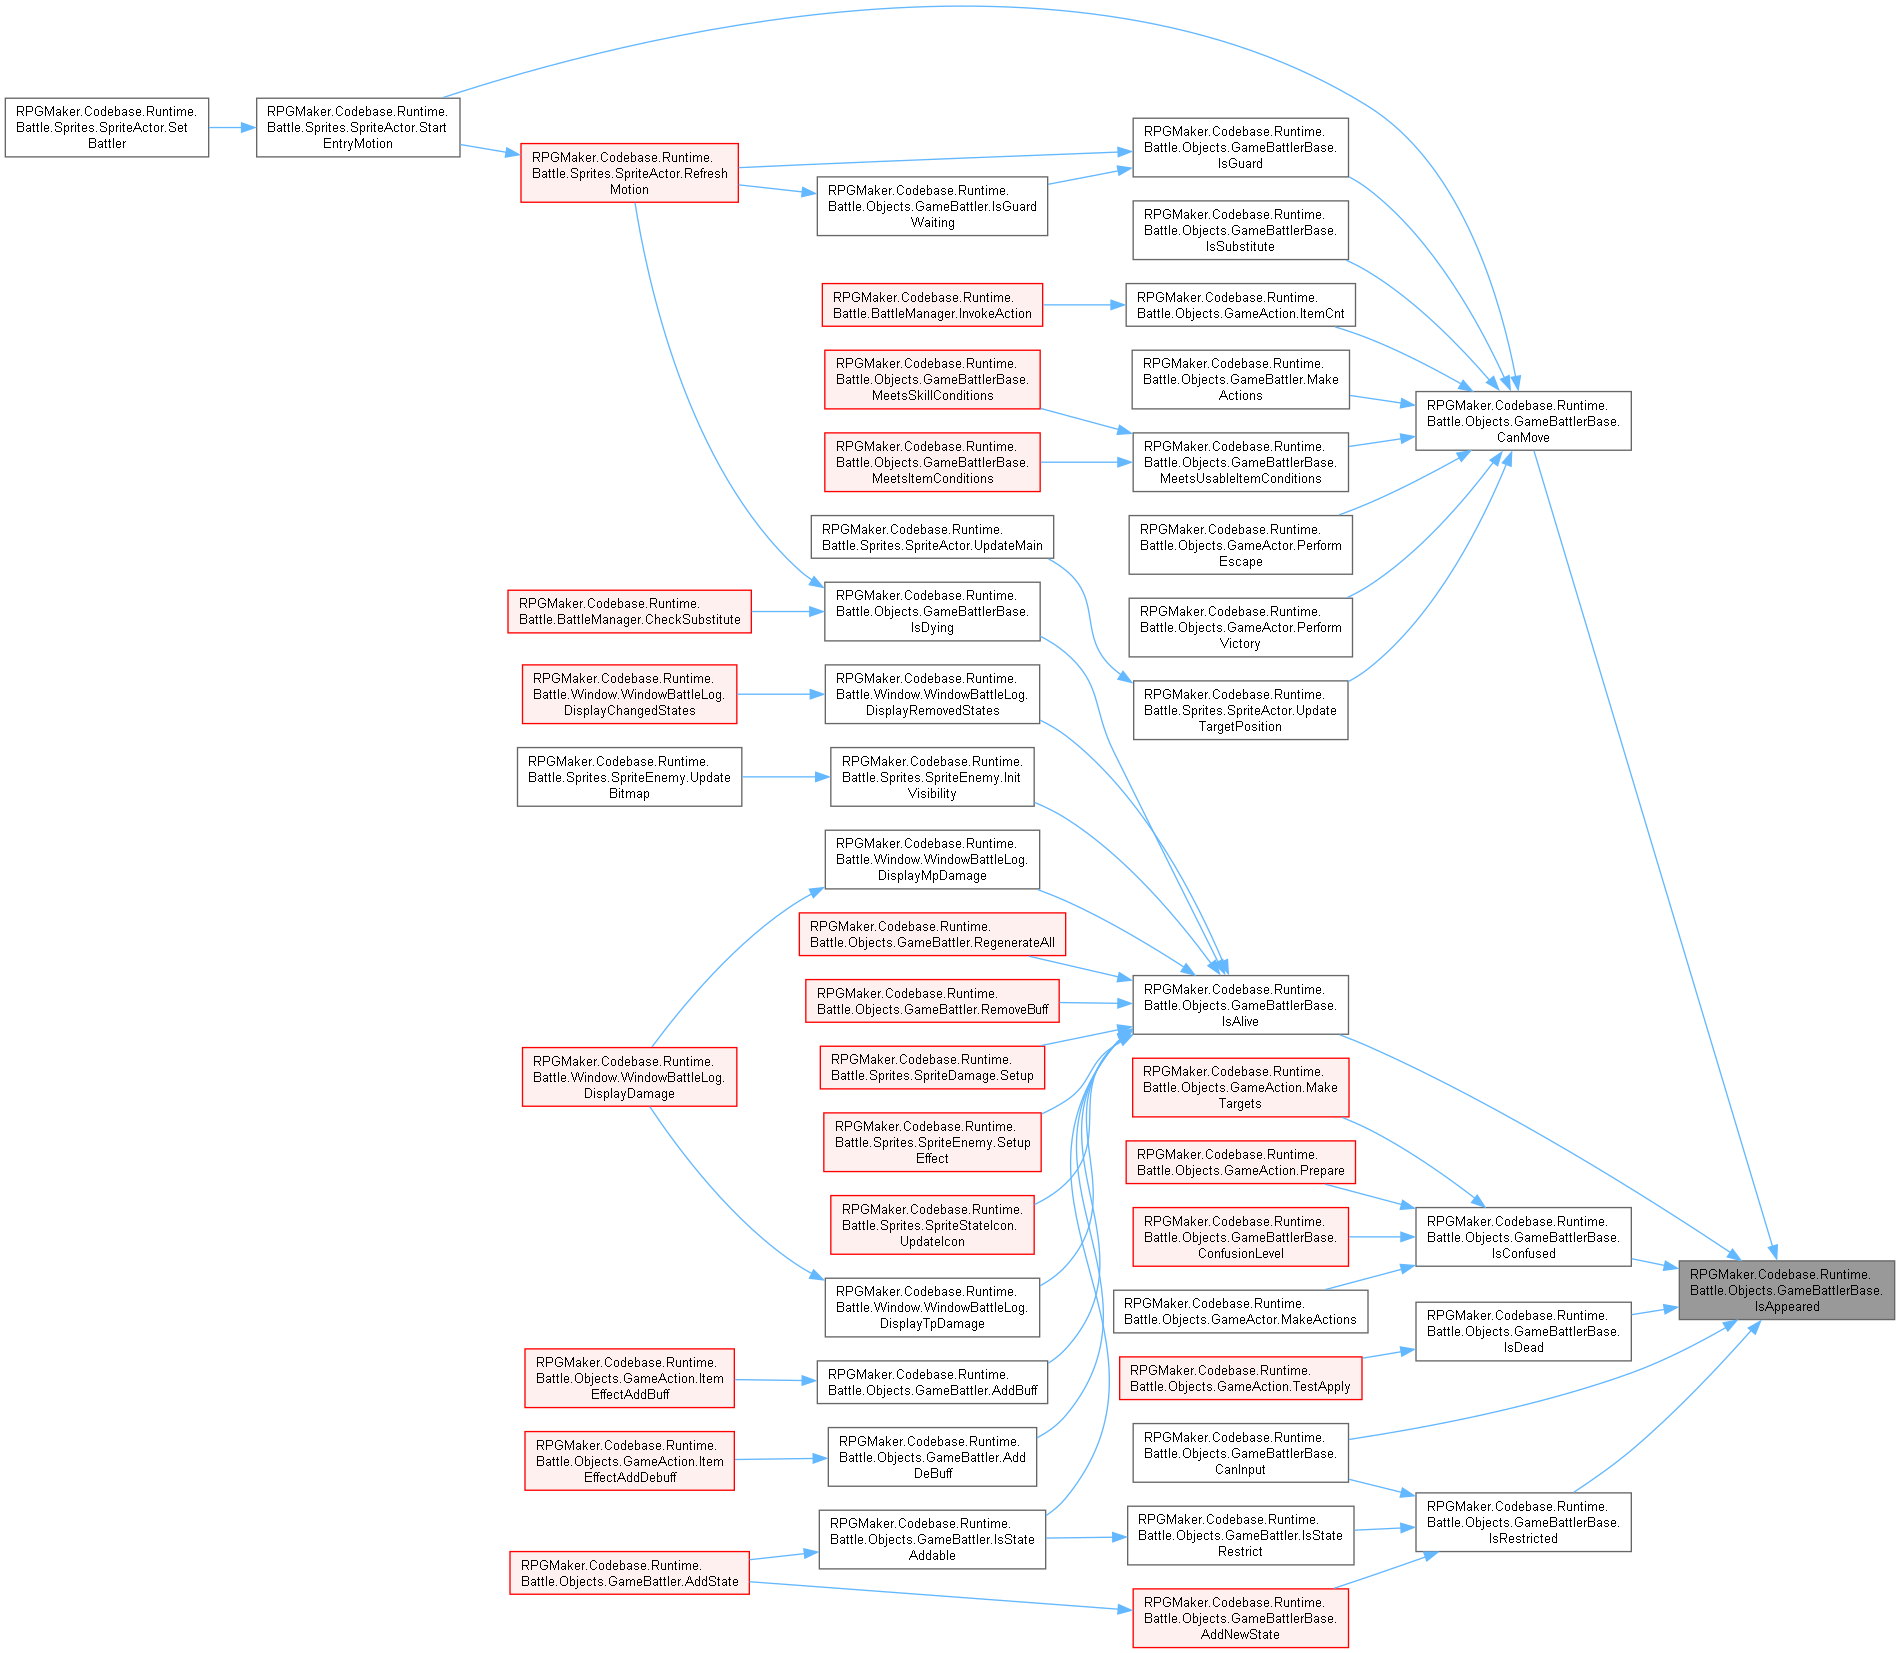 RPGMaker.Codebase.Runtime.
Battle.Sprites.SpriteActor.Set
Battler
RPGMaker.Codebase.Runtime.
Battle.Sprites.SpriteActor.Start
EntryMotion
RPGMaker.Codebase.Runtime.
Battle.Sprites.SpriteActor.Refresh
Motion
RPGMaker.Codebase.Runtime.
Battle.Objects.GameBattlerBase.
IsGuard
RPGMaker.Codebase.Runtime.
Battle.Objects.GameBattler.IsGuard
Waiting
RPGMaker.Codebase.Runtime.
Battle.Objects.GameBattlerBase.
IsSubstitute
RPGMaker.Codebase.Runtime.
Battle.BattleManager.InvokeAction
RPGMaker.Codebase.Runtime.
Battle.Objects.GameAction.ItemCnt
RPGMaker.Codebase.Runtime.
Battle.Objects.GameBattlerBase.
MeetsSkillConditions
RPGMaker.Codebase.Runtime.
Battle.Objects.GameBattler.Make
Actions
RPGMaker.Codebase.Runtime.
Battle.Objects.GameBattlerBase.
CanMove
RPGMaker.Codebase.Runtime.
Battle.Objects.GameBattlerBase.
MeetsItemConditions
RPGMaker.Codebase.Runtime.
Battle.Objects.GameBattlerBase.
MeetsUsableItemConditions
RPGMaker.Codebase.Runtime.
Battle.Sprites.SpriteActor.UpdateMain
RPGMaker.Codebase.Runtime.
Battle.Objects.GameActor.Perform
Escape
RPGMaker.Codebase.Runtime.
Battle.BattleManager.CheckSubstitute
RPGMaker.Codebase.Runtime.
Battle.Objects.GameBattlerBase.
IsDying
RPGMaker.Codebase.Runtime.
Battle.Objects.GameActor.Perform
Victory
RPGMaker.Codebase.Runtime.
Battle.Window.WindowBattleLog.
DisplayChangedStates
RPGMaker.Codebase.Runtime.
Battle.Window.WindowBattleLog.
DisplayRemovedStates
RPGMaker.Codebase.Runtime.
Battle.Sprites.SpriteActor.Update
TargetPosition
RPGMaker.Codebase.Runtime.
Battle.Sprites.SpriteEnemy.Update
Bitmap
RPGMaker.Codebase.Runtime.
Battle.Sprites.SpriteEnemy.Init
Visibility
RPGMaker.Codebase.Runtime.
Battle.Window.WindowBattleLog.
DisplayMpDamage
RPGMaker.Codebase.Runtime.
Battle.Objects.GameBattler.RegenerateAll
RPGMaker.Codebase.Runtime.
Battle.Objects.GameBattler.RemoveBuff
RPGMaker.Codebase.Runtime.
Battle.Objects.GameBattlerBase.
IsAlive
RPGMaker.Codebase.Runtime.
Battle.Window.WindowBattleLog.
DisplayDamage
RPGMaker.Codebase.Runtime.
Battle.Sprites.SpriteDamage.Setup
RPGMaker.Codebase.Runtime.
Battle.Objects.GameAction.Make
Targets
RPGMaker.Codebase.Runtime.
Battle.Sprites.SpriteEnemy.Setup
Effect
RPGMaker.Codebase.Runtime.
Battle.Objects.GameAction.Prepare
RPGMaker.Codebase.Runtime.
Battle.Sprites.SpriteStateIcon.
UpdateIcon
RPGMaker.Codebase.Runtime.
Battle.Objects.GameBattlerBase.
ConfusionLevel
RPGMaker.Codebase.Runtime.
Battle.Objects.GameBattlerBase.
IsConfused
RPGMaker.Codebase.Runtime.
Battle.Objects.GameBattlerBase.
IsAppeared
RPGMaker.Codebase.Runtime.
Battle.Window.WindowBattleLog.
DisplayTpDamage
RPGMaker.Codebase.Runtime.
Battle.Objects.GameActor.MakeActions
RPGMaker.Codebase.Runtime.
Battle.Objects.GameBattlerBase.
IsDead
RPGMaker.Codebase.Runtime.
Battle.Objects.GameAction.Item
EffectAddBuff
RPGMaker.Codebase.Runtime.
Battle.Objects.GameBattler.AddBuff
RPGMaker.Codebase.Runtime.
Battle.Objects.GameAction.TestApply
RPGMaker.Codebase.Runtime.
Battle.Objects.GameAction.Item
EffectAddDebuff
RPGMaker.Codebase.Runtime.
Battle.Objects.GameBattler.Add
DeBuff
RPGMaker.Codebase.Runtime.
Battle.Objects.GameBattlerBase.
CanInput
RPGMaker.Codebase.Runtime.
Battle.Objects.GameBattler.IsState
Addable
RPGMaker.Codebase.Runtime.
Battle.Objects.GameBattler.IsState
Restrict
RPGMaker.Codebase.Runtime.
Battle.Objects.GameBattlerBase.
IsRestricted
RPGMaker.Codebase.Runtime.
Battle.Objects.GameBattler.AddState
RPGMaker.Codebase.Runtime.
Battle.Objects.GameBattlerBase.
AddNewState